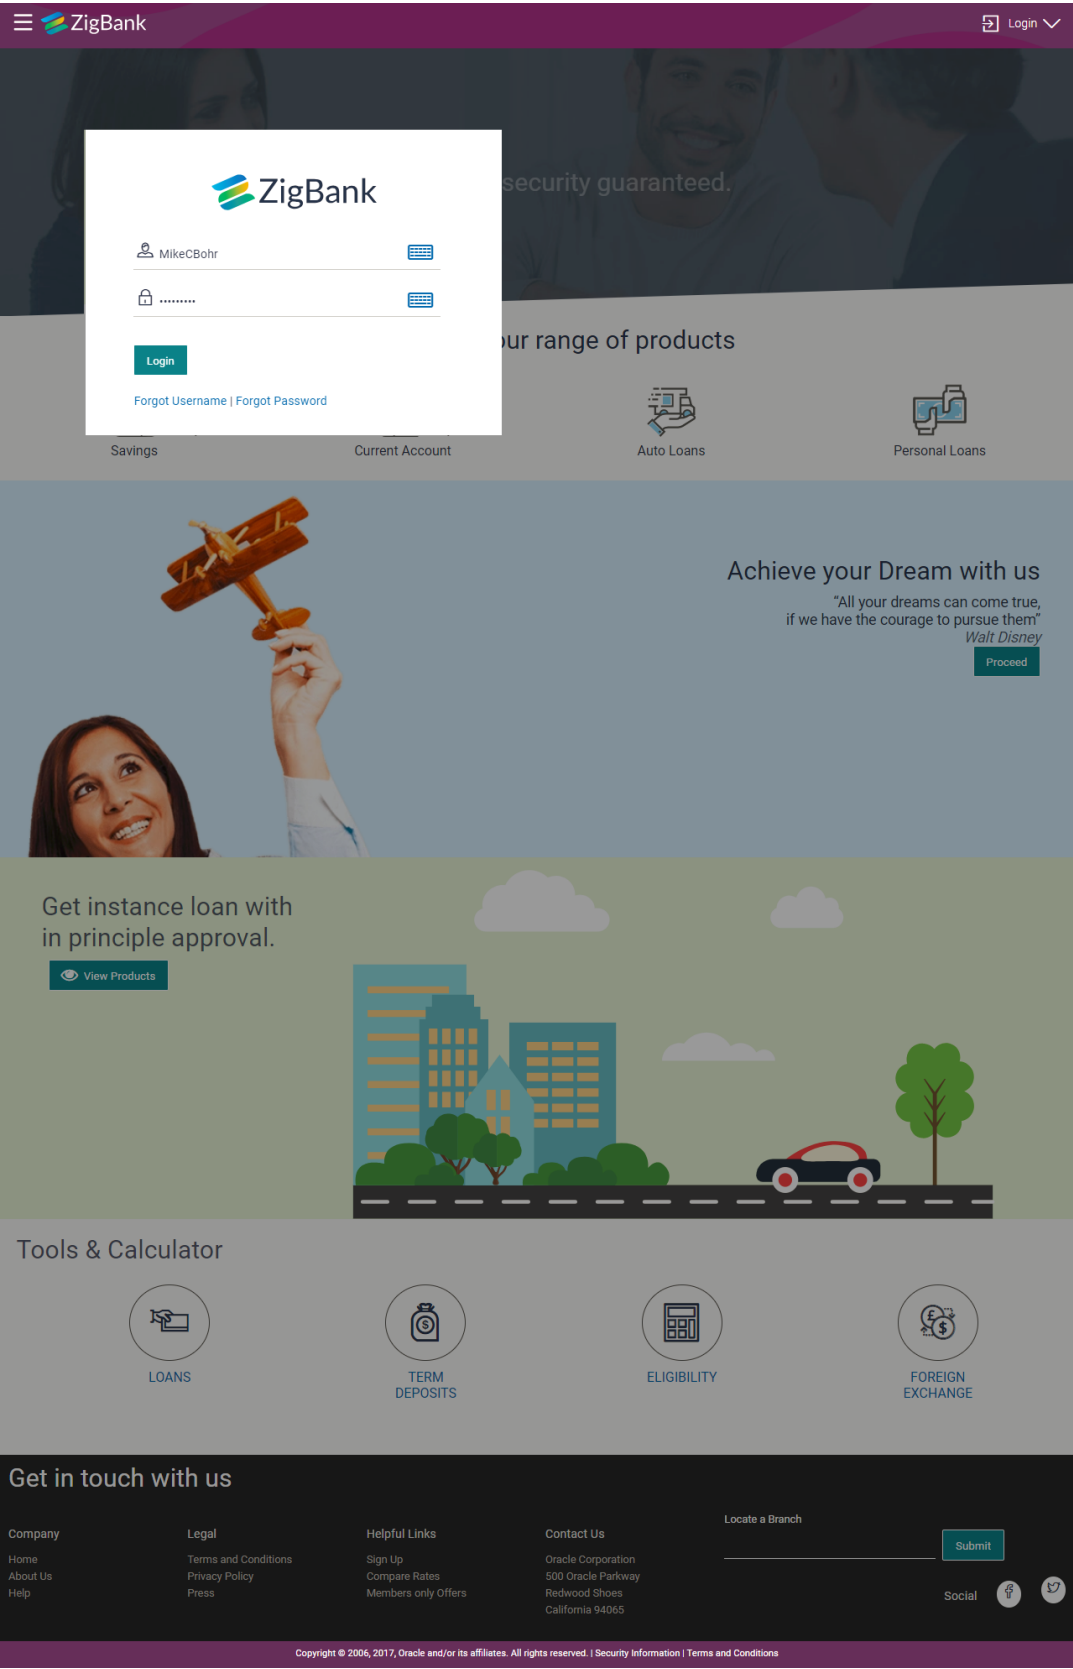 ZigBank
Login
security guaranteed.
ZigBank
MikeCBohr
.........
Login
Forgot Username | Forgot Password
range of products
Savings
Current Account
Auto Loans
Personal Loans
Achieve your Dream with us
“All your dreams can come true,
if we have the courage to pursue them”
Walt Disney
Proceed
Get instance loan with
in principle approval.
View Products
Tools & Calculator
LOANS
TERM
DEPOSITS
ELIGIBILITY
FOREIGN
EXCHANGE
Get in touch with us
Company
Home
About Us
Help
Legal
Terms and Conditions
Privacy Policy
Press
Helpful Links
Sign Up
Compare Rates
Members only Offers
Contact Us
Oracle Corporation
500 Oracle Parkway
Redwood Shoes
California 94065
Locate a Branch
Submit
Social
Copyright © 2006, 2017, Oracle and/or its affiliates. All rights reserved. | Security Information | Terms and Conditions